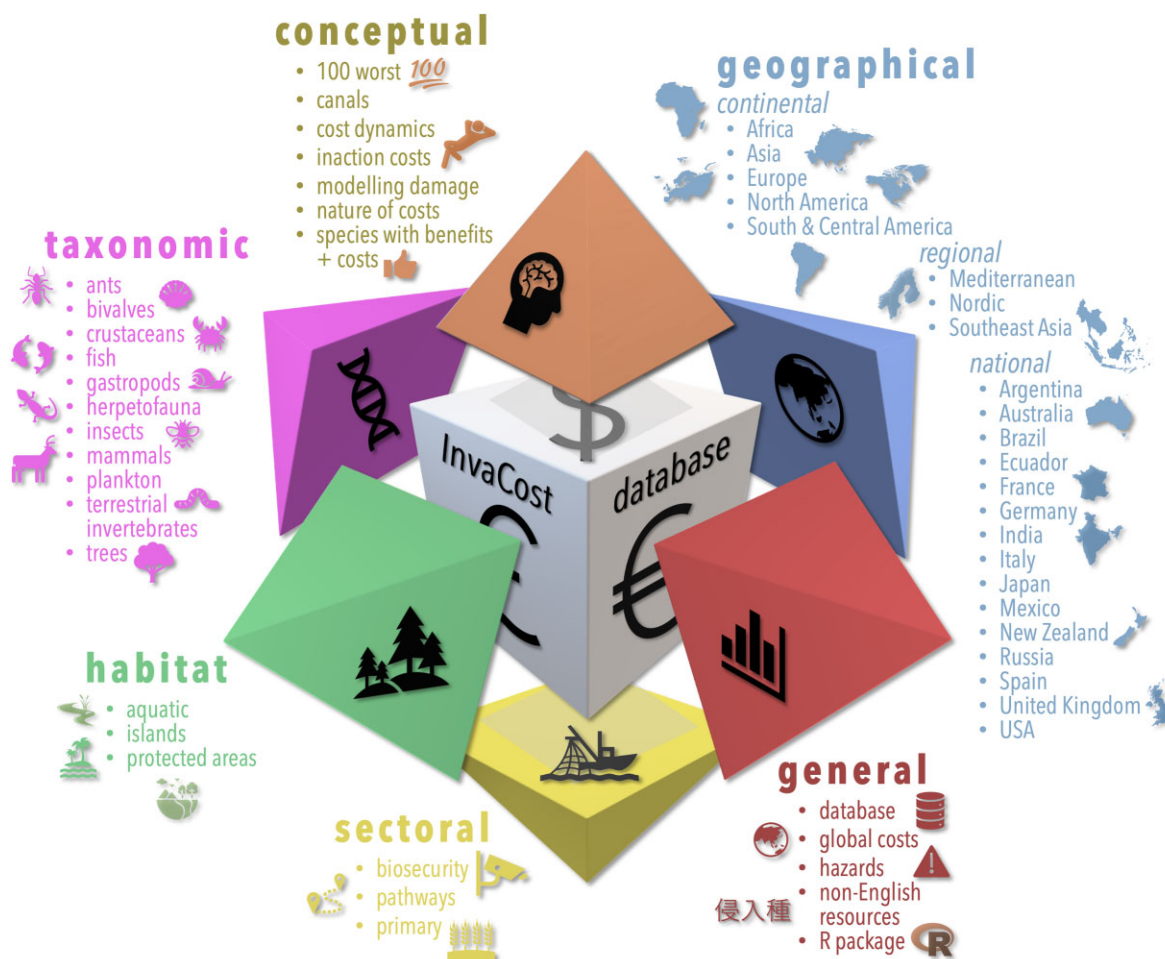 conceptual
• 100 worst 100
• canals
• cost dynamics
• inaction costs
• modelling damage
• nature of costs
• species with benefits
+ costs
geographical
continental
• Africa
• Asia
• Europe
• North America
• South & Central America
regional
• Mediterranean
• Nordic
• Southeast Asia
national
• Argentina
• Australia
• Brazil
• Ecuador
• France
• Germany
• India
• Italy
• Japan
• Mexico
• New Zealand
• Russia
• Spain
• United Kingdom
• USA
taxonomic
• ants
• bivalves
• crustaceans
• fish
• gastropods
• herpetofauna
• insects
• mammals
• plankton
• terrestrial
invertebrates
• trees
$
InvaCost
database
£
€
habitat
• aquatic
• islands
• protected areas
sectoral
• biosecurity
• pathways
• primary
general
• database
• global costs
• hazards
• non-English
resources
侵入種
• R package R